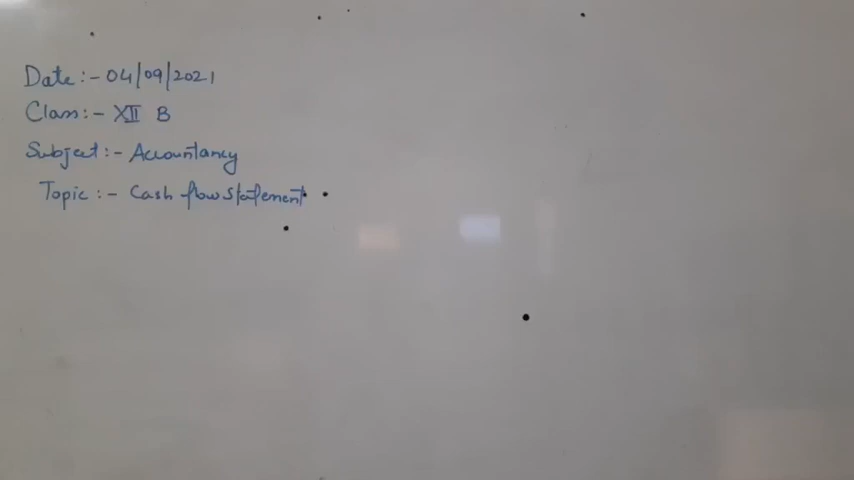 Date :- 04/09/2021
Class :- XII B
Subject :- Accountancy
Topic :- Cash flow statement